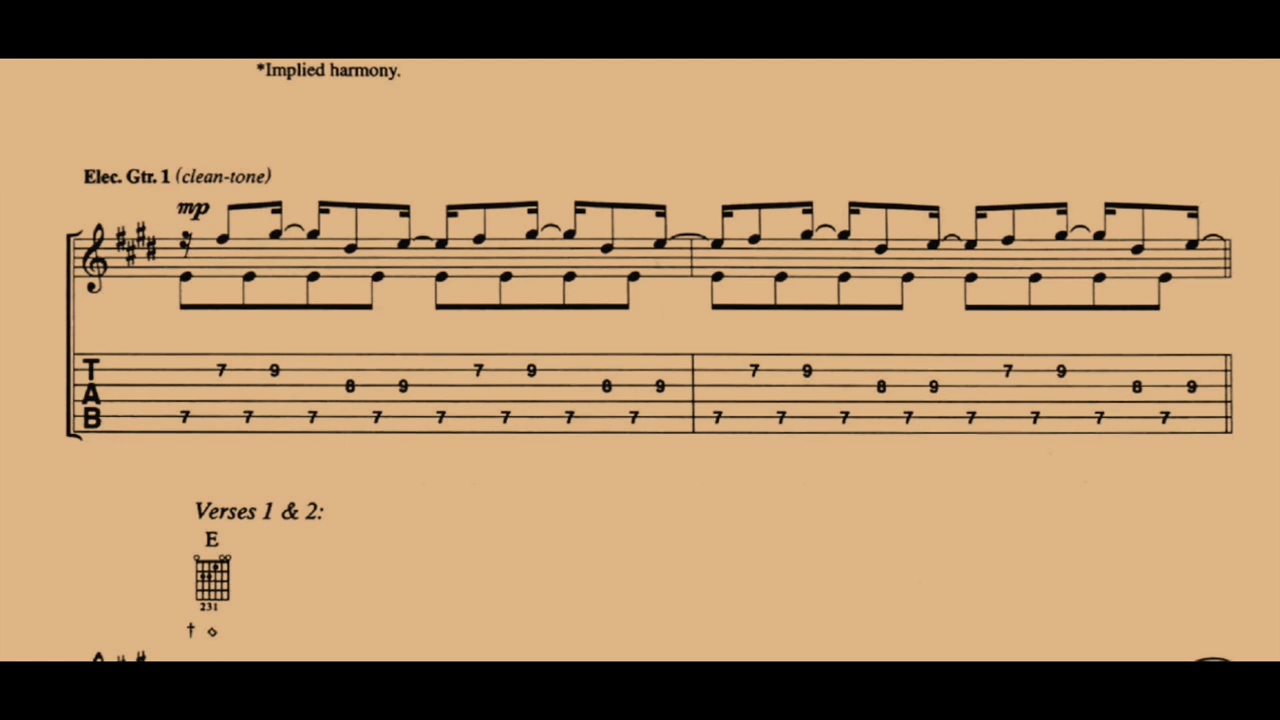 *Implied harmony.
Elec. Gtr. 1 (clean-tone)
mp
7 9 7 9 7 9 7 9
T
8 9 8 9 8 9 8 9
A
7 7 7 7 7 7 7 7 7 7 7 7 7 7 7 7
B
Verses 1 & 2:
E
231
† ◇